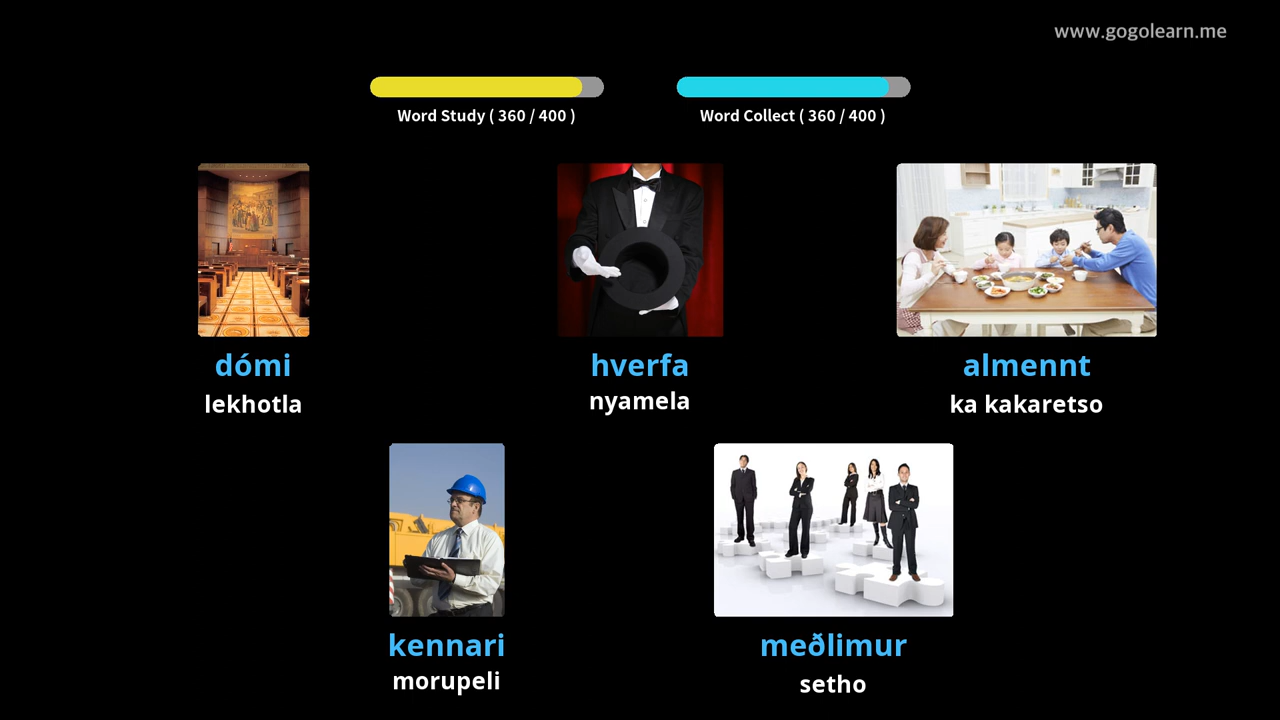 www.gogolearn.me
Word Study ( 360 / 400 )
Word Collect ( 360 / 400 )
dómi
lekhotla
hverfa
nyamela
almennt
ka kakaretso
kennari
morupeli
meðlimur
setho